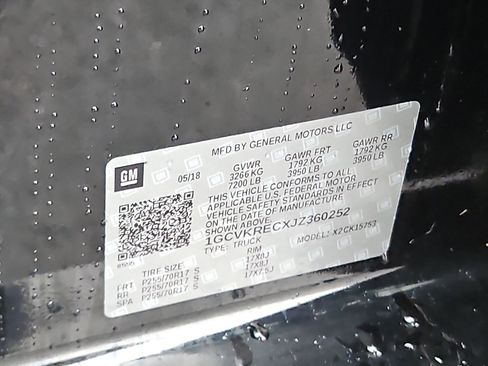 MFD BY GENERAL MOTORS LLC
GM 05/18 GVWR GAWR FRT GAWR RR
3266 KG 1792 KG 1792 KG
7200 LB 3950 LB 3950 LB
THIS VEHICLE CONFORMS TO ALL
APPLICABLE U.S. FEDERAL MOTOR
VEHICLE SAFETY STANDARDS IN EFFECT
ON THE DATE OF MANUFACTURE
SHOWN ABOVE.
1GCVKRECXJZ360252
TYPE: TRUCK MODEL: X2CK15753
TIRE SIZE RIM
FRT P255/70R17 S 17X8J
RR P255/70R17 S 17X8J
SPA P255/70R17 S 17X7.5J